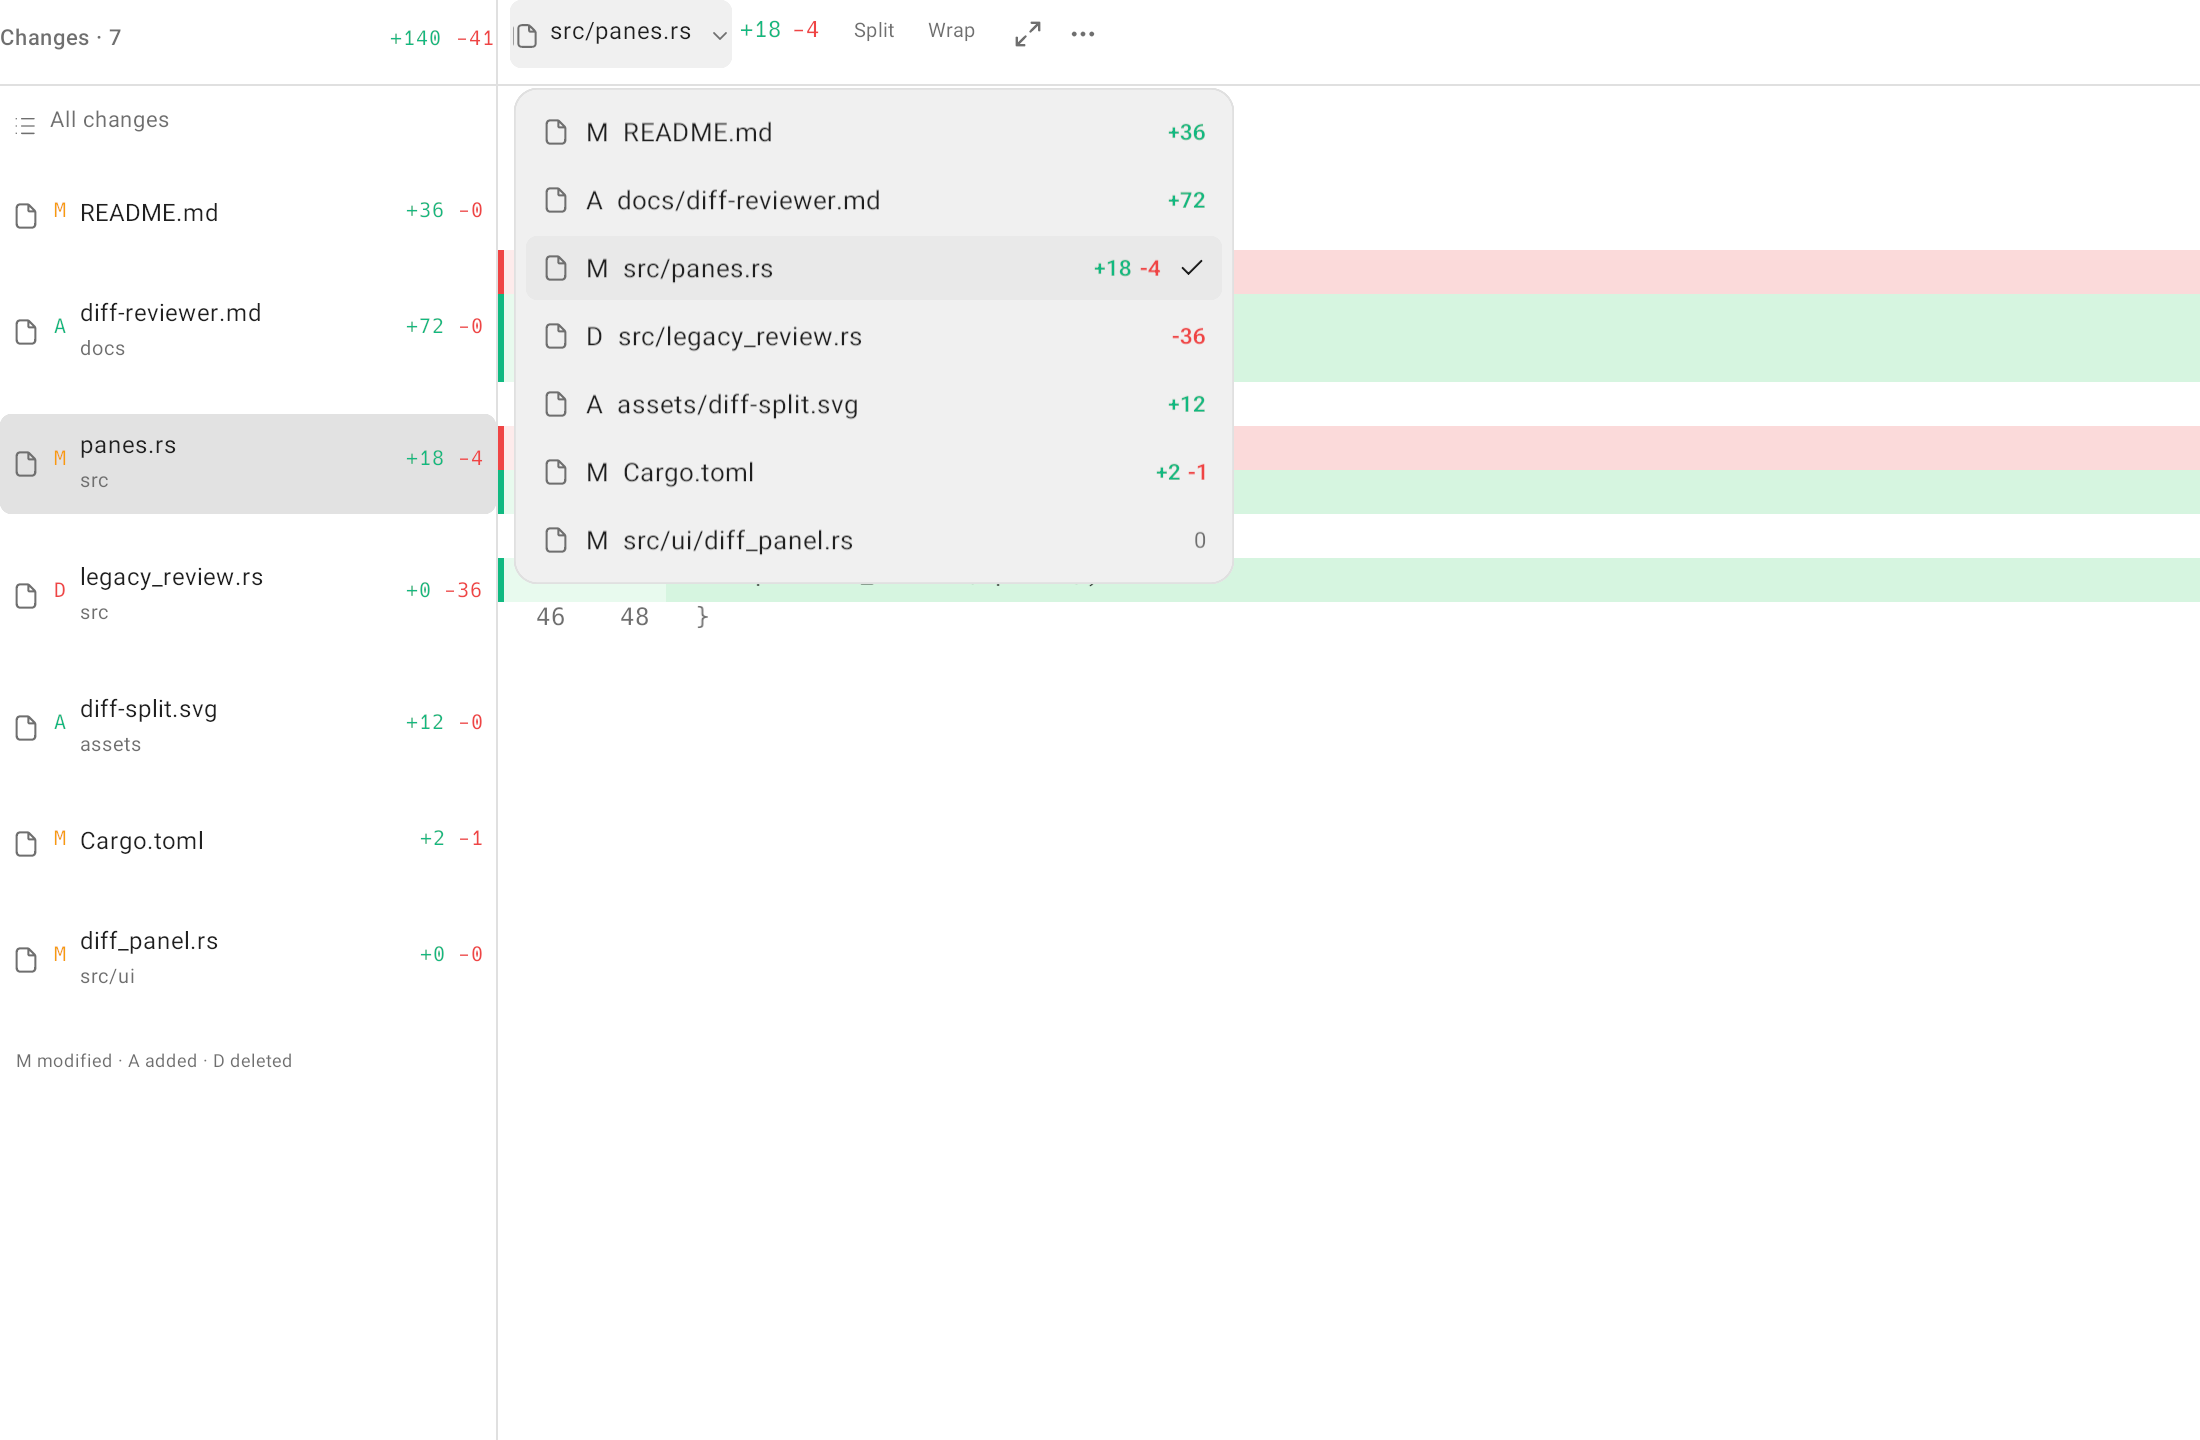 Changes · 7 +140 -41
All changes
M README.md +36 -0
A diff-reviewer.md +72 -0
docs
M panes.rs +18 -4
src
D legacy_review.rs +0 -36
src
A diff-split.svg +12 -0
assets
M Cargo.toml +2 -1
M diff_panel.rs +0 -0
src/ui
M modified · A added · D deleted
src/panes.rs +18 -4 Split Wrap
M README.md +36
A docs/diff-reviewer.md +72
M src/panes.rs +18 -4
D src/legacy_review.rs -36
A assets/diff-split.svg +12
M Cargo.toml +2 -1
M src/ui/diff_panel.rs 0
46 48 }